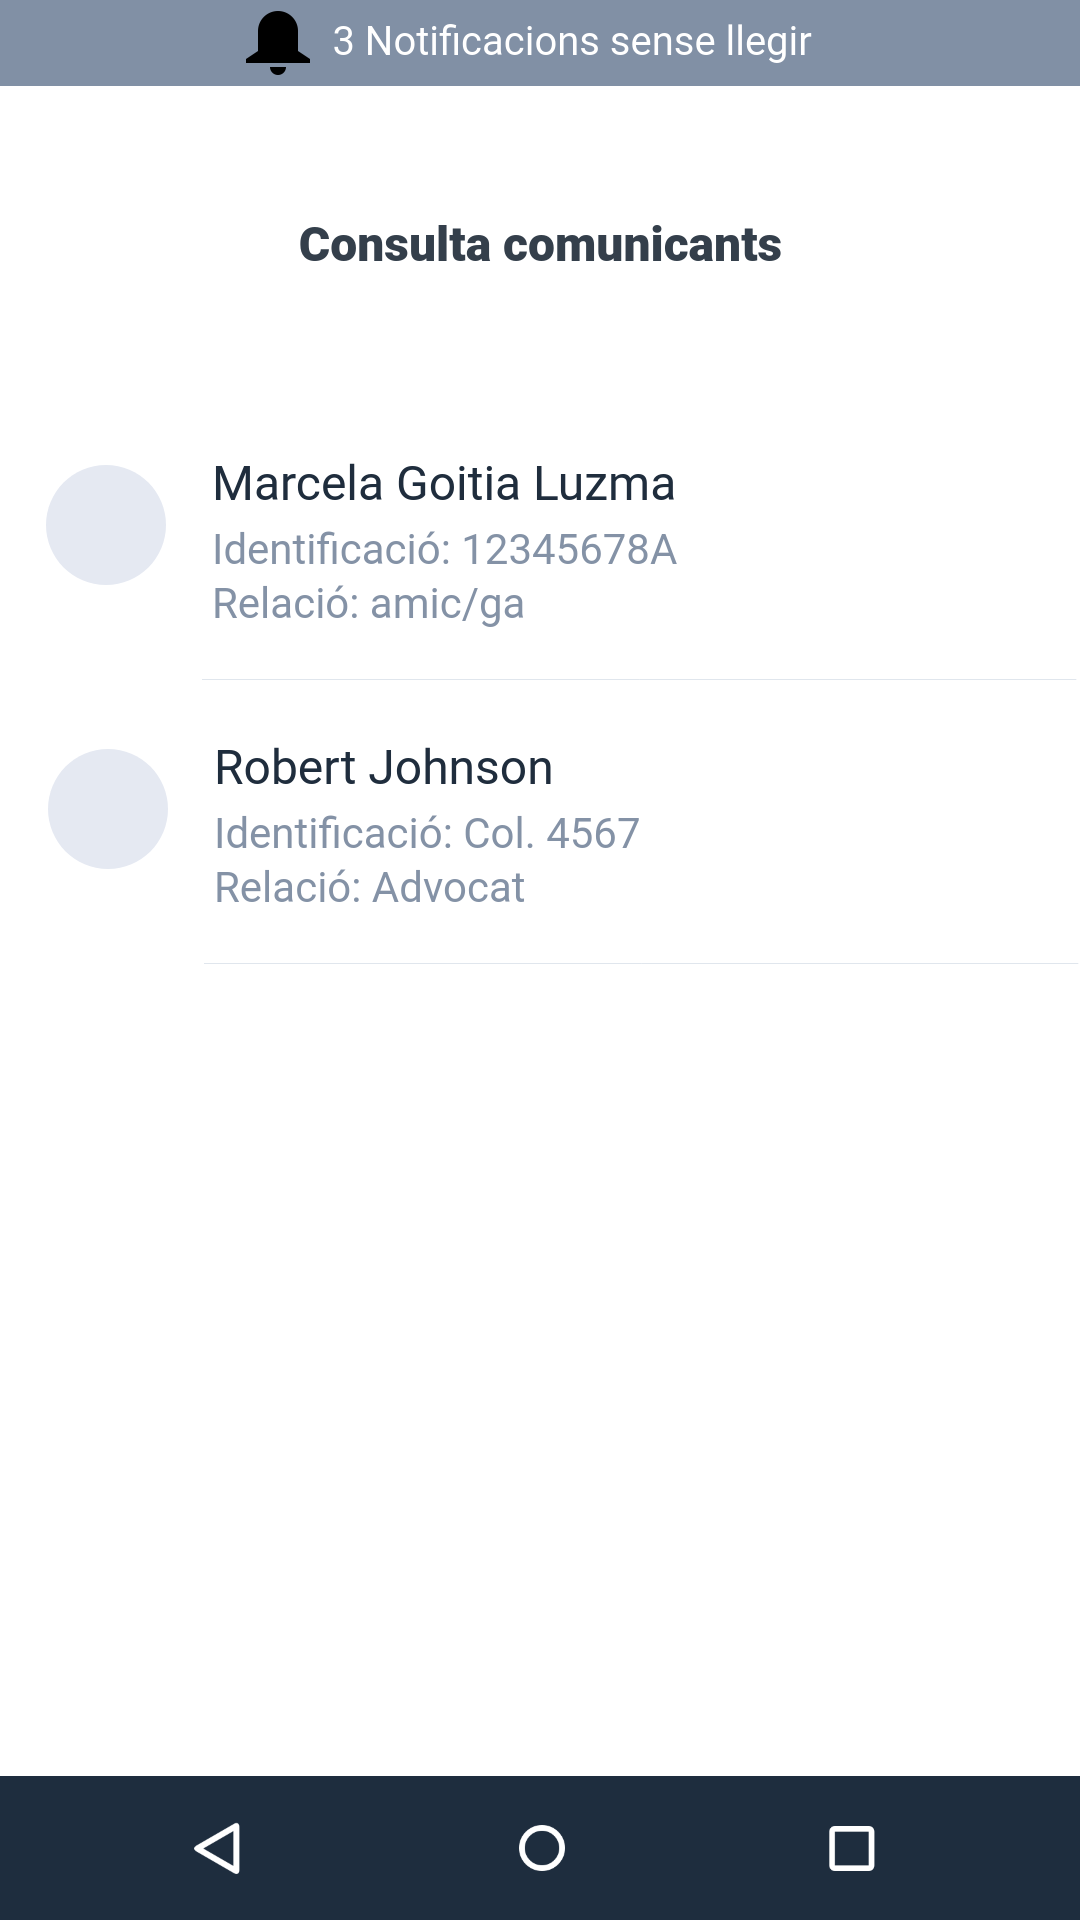 3 Notificacions sense llegir
Consulta comunicants
Marcela Goitia Luzma
Identificació: 12345678A
Relació: amic/ga
Robert Johnson
Identificació: Col. 4567
Relació: Advocat